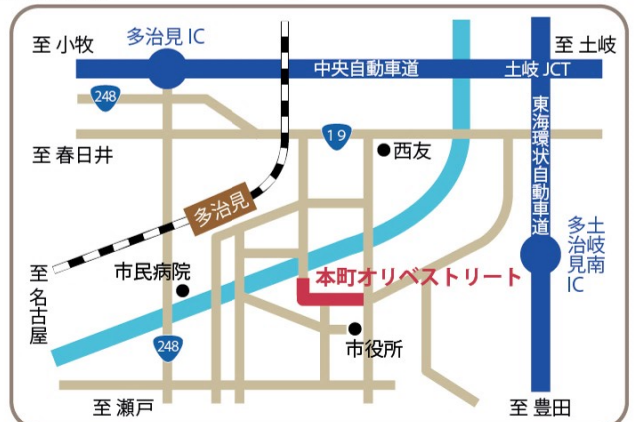 至 小牧
多治見 IC
至 土岐
中央自動車道
土岐 JCT
248
19
東海環状自動車道
至 春日井
西友
多治見
土岐南
多治見IC
至 名古屋
市民病院
本町オリベストリート
市役所
248
至 瀬戸
至 豊田